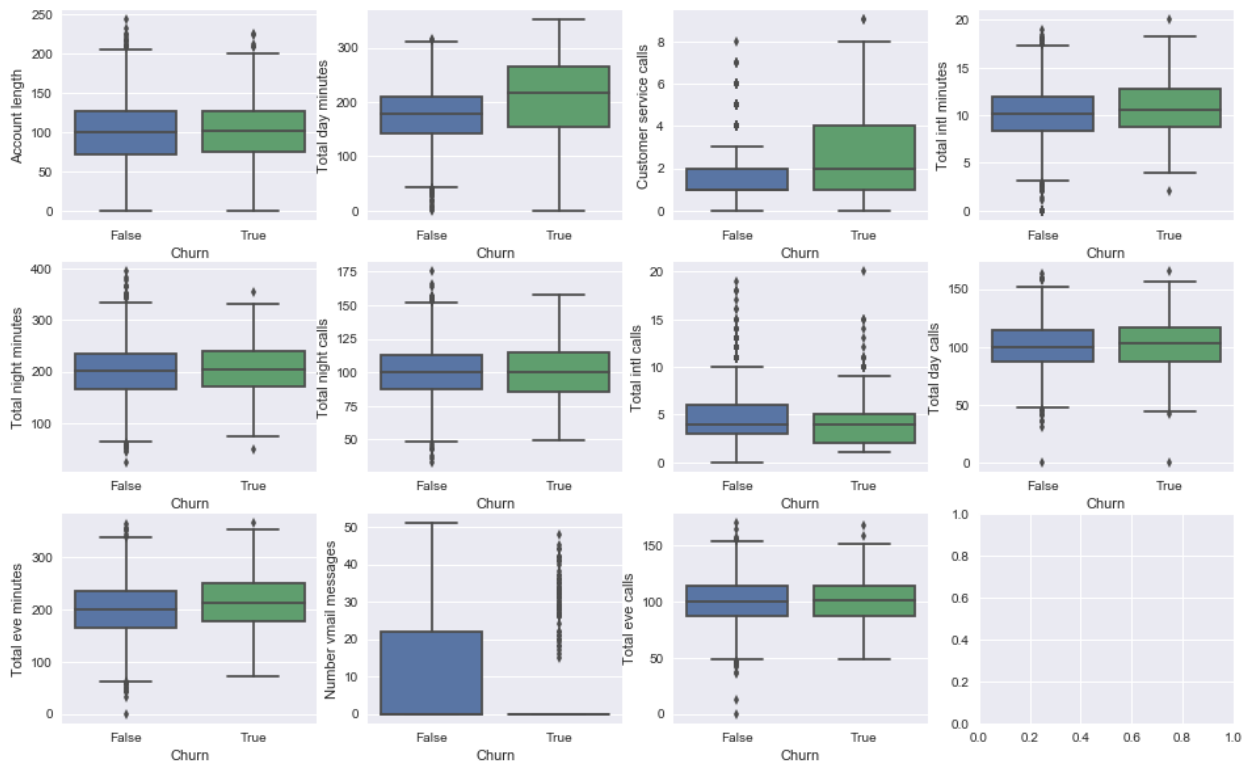 250
200
150
100
50
0
Account length
False True
Churn
300
200
100
0
Total day minutes
False True
Churn
8
6
4
2
0
Customer service calls
False True
Churn
20
15
10
5
0
Total intl minutes
False True
Churn
400
300
200
100
Total night minutes
False True
Churn
175
150
125
100
75
50
Total night calls
False True
Churn
20
15
10
5
0
Total intl calls
False True
Churn
150
100
50
0
Total day calls
False True
Churn
300
200
100
0
Total eve minutes
False True
Churn
50
40
30
20
10
0
Number vmail messages
False True
Churn
150
100
50
0
Total eve calls
False True
Churn
1.0
0.8
0.6
0.4
0.2
0.0
0.0 0.2 0.4 0.6 0.8 1.0